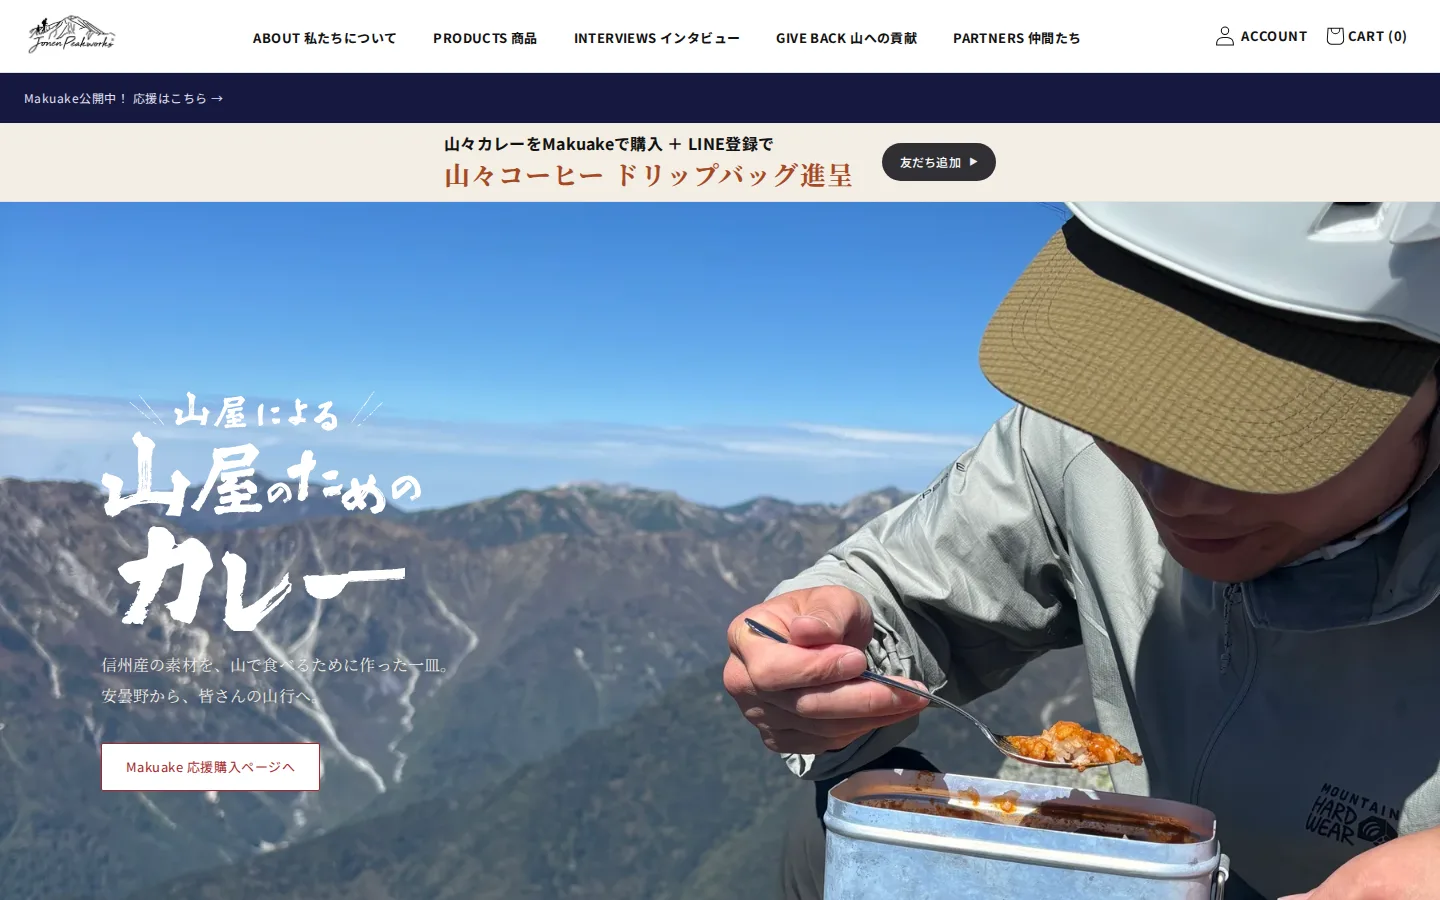 Jonen Peakworks
ABOUT 私たちについて
PRODUCTS 商品
INTERVIEWS インタビュー
GIVE BACK 山への貢献
PARTNERS 仲間たち
ACCOUNT
CART (0)
Makuake公開中！ 応援はこちら →
山々カレーをMakuakeで購入 ＋ LINE登録で
山々コーヒー ドリップバッグ進呈
友だち追加 ▶
山屋による
山屋のための
カレー
信州産の素材を、山で食べるために作った一皿。
安曇野から、皆さんの山行へ。
Makuake 応援購入ページへ
MOUNTAIN
HARD
WEAR